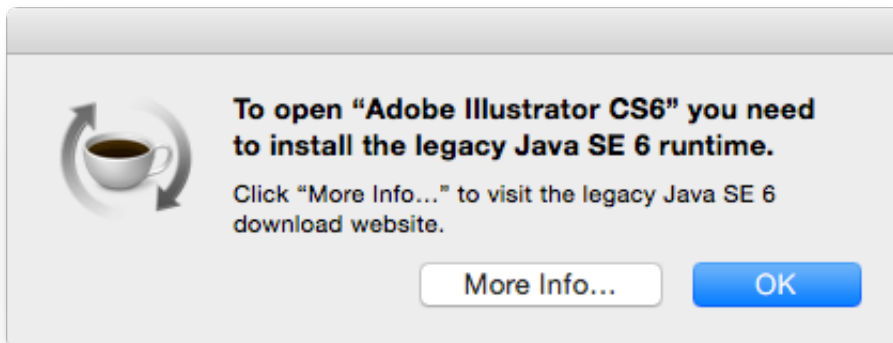 To open “Adobe Illustrator CS6” you need
to install the legacy Java SE 6 runtime.
Click “More Info…” to visit the legacy Java SE 6
download website.
More Info…
OK